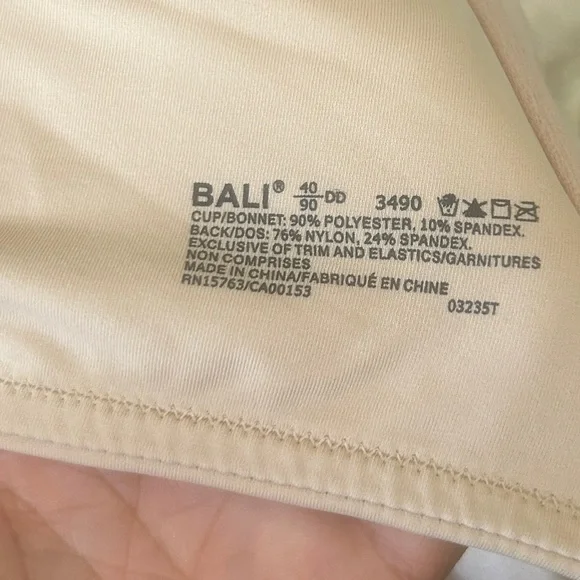 BALI® 40/90 DD 3490
CUP/BONNET: 90% POLYESTER, 10% SPANDEX.
BACK/DOS: 76% NYLON, 24% SPANDEX.
EXCLUSIVE OF TRIM AND ELASTICS/GARNITURES
NON COMPRISES
MADE IN CHINA/FABRIQUÉ EN CHINE
RN15763/CA00153
03235T